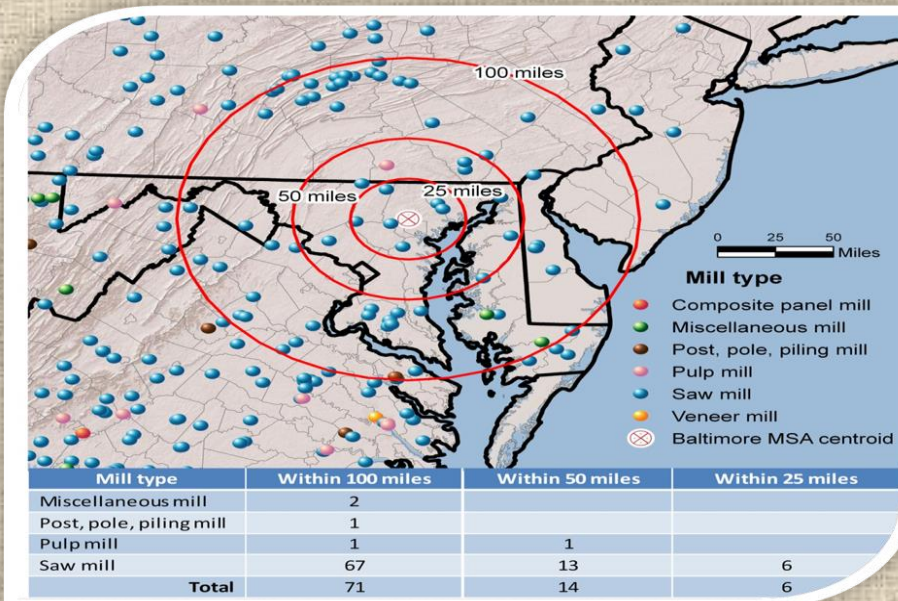 100 miles
50 miles
25 miles
0 25 50
Miles
Mill type
Composite panel mill
Miscellaneous mill
Post, pole, piling mill
Pulp mill
Saw mill
Veneer mill
Baltimore MSA centroid
Mill type Within 100 miles Within 50 miles Within 25 miles
Miscellaneous mill 2
Post, pole, piling mill 1
Pulp mill 1 1
Saw mill 67 13 6
Total 71 14 6